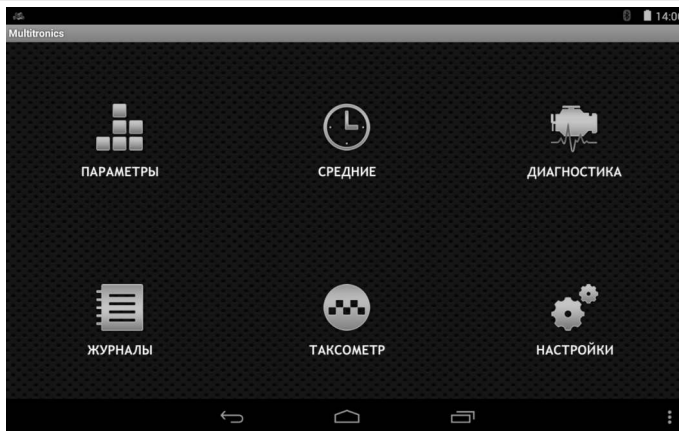 14:00
Multitronics
ПАРАМЕТРЫ
СРЕДНИЕ
ДИАГНОСТИКА
ЖУРНАЛЫ
ТАКСОМЕТР
НАСТРОЙКИ